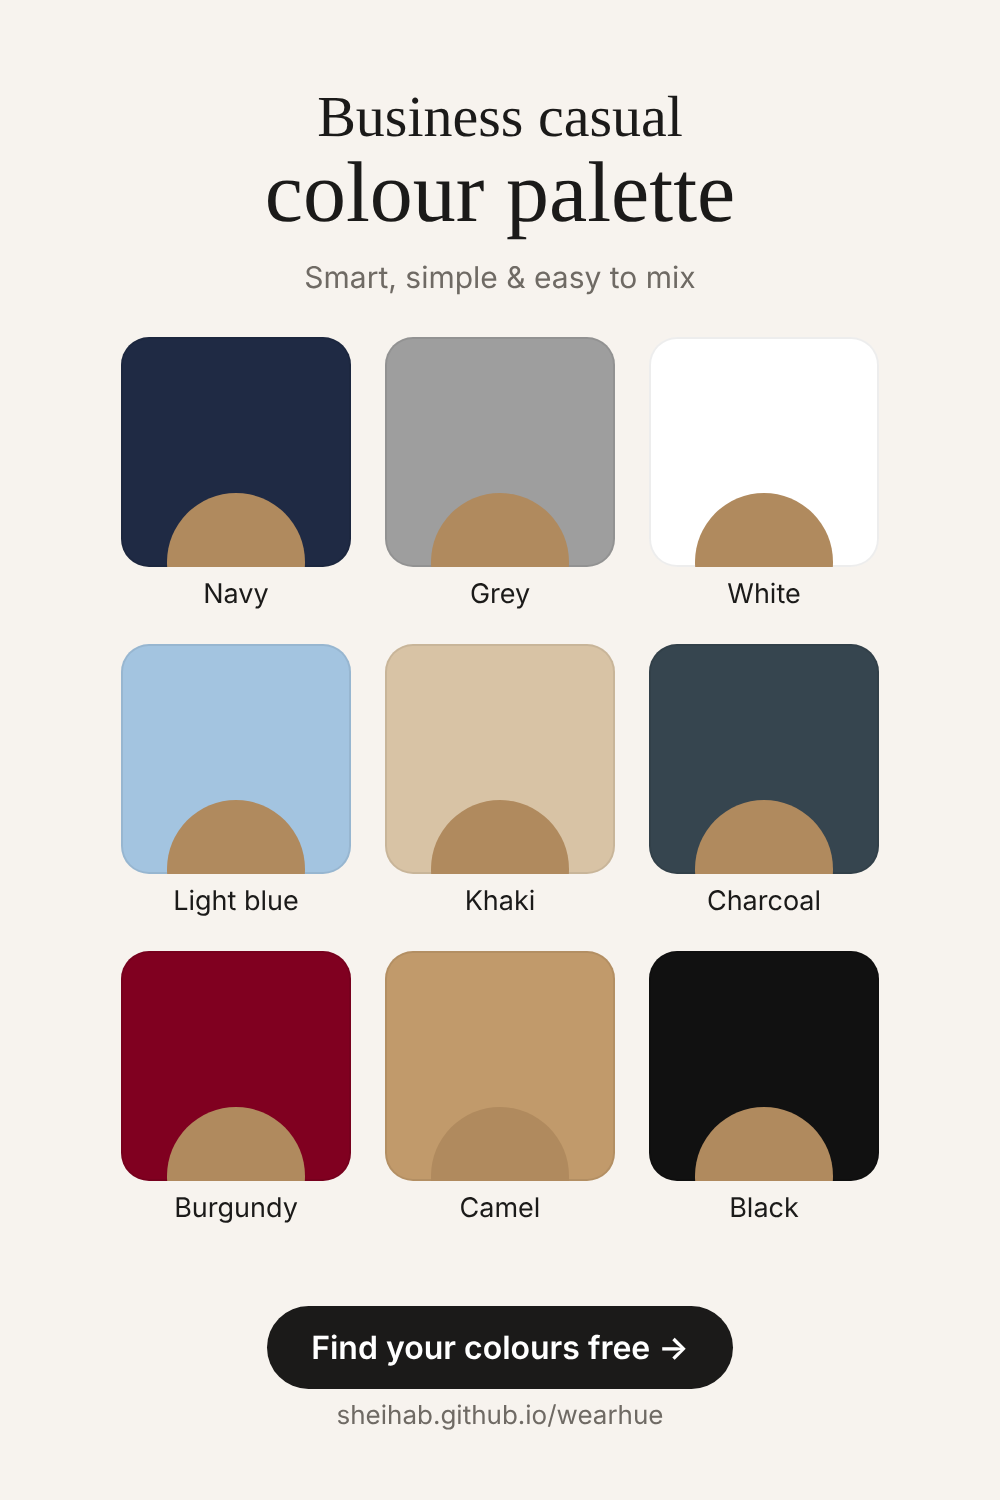 Business casual
colour palette
Smart, simple & easy to mix
Navy
Grey
White
Light blue
Khaki
Charcoal
Burgundy
Camel
Black
Find your colours free →
sheihab.github.io/wearhue